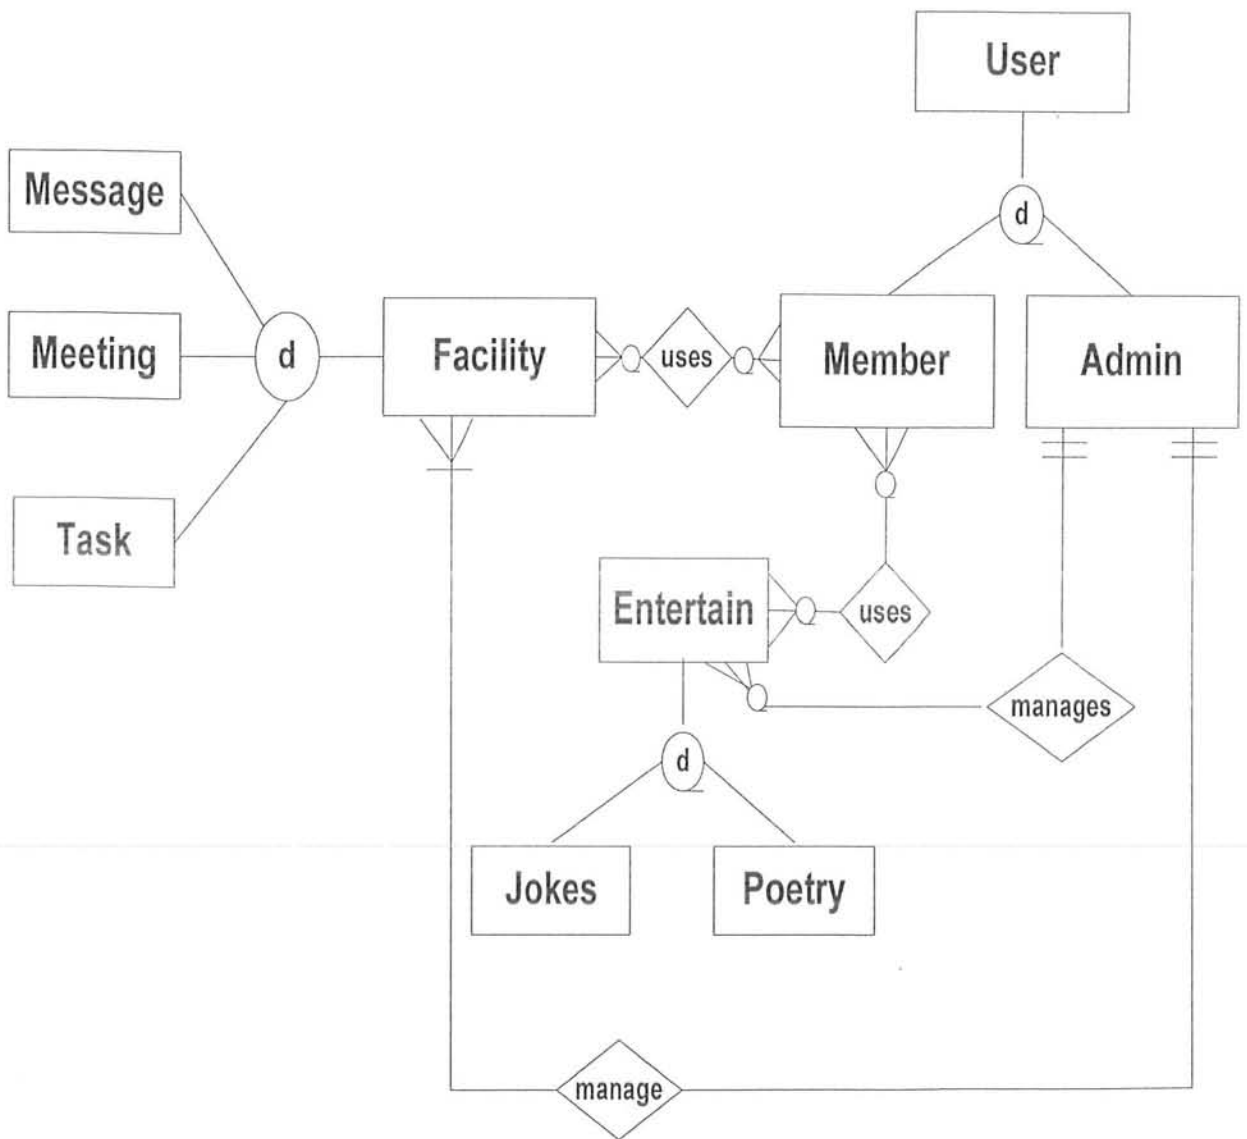 User
Message
d
Meeting
d
Facility
uses
Member
Admin
Task
Entertain
uses
manages
d
Jokes
Poetry
manage